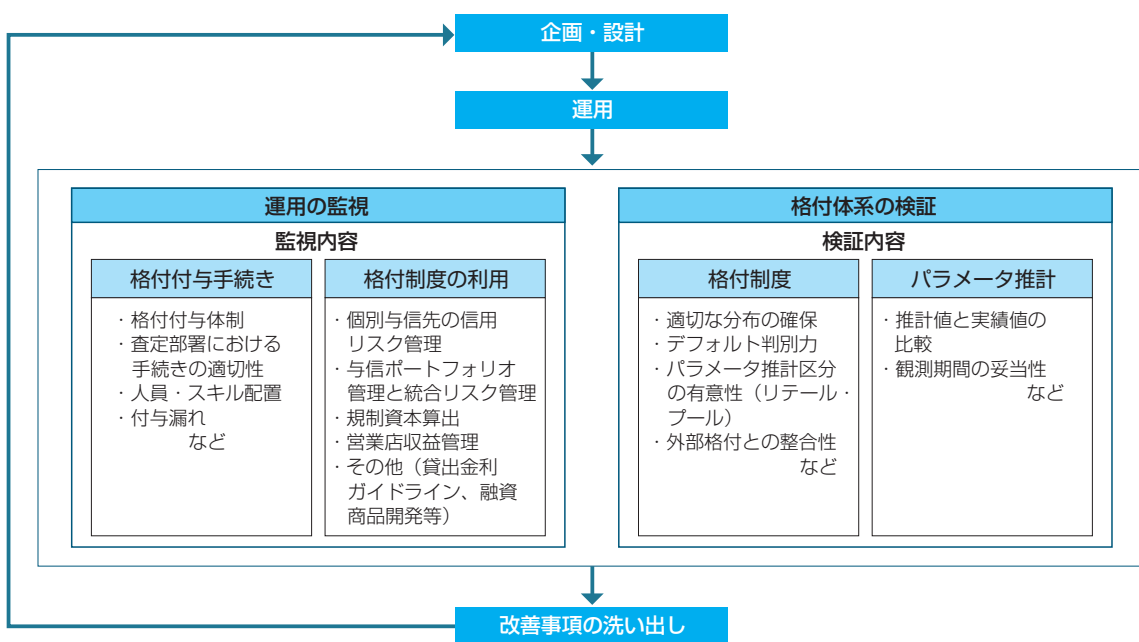 企画・設計
運用
運用の監視
監視内容
格付付与手続き
・格付付与体制
・査定部署における
手続きの適切性
・人員・スキル配置
・付与漏れ
など
格付制度の利用
・個別与信先の信用
リスク管理
・与信ポートフォリオ
管理と統合リスク管理
・規制資本算出
・営業店収益管理
・その他（貸出金利
ガイドライン、融資
商品開発等）
格付体系の検証
検証内容
格付制度
・適切な分布の確保
・デフォルト判別力
・パラメータ推計区分
の有意性（リテール・
プール）
・外部格付との整合性
など
パラメータ推計
・推計値と実績値の
比較
・観測期間の妥当性
など
改善事項の洗い出し